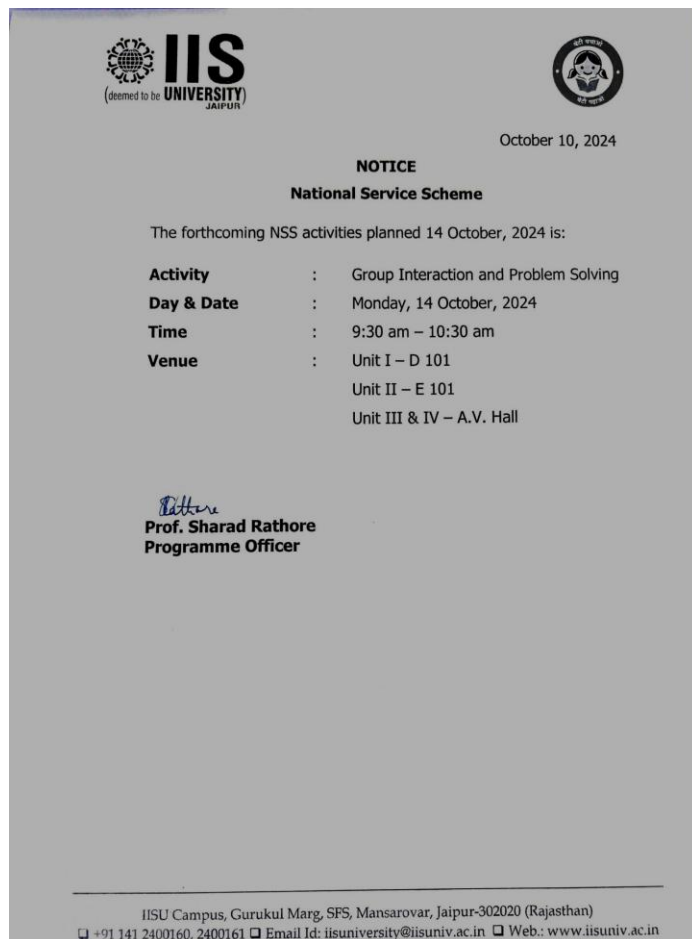 IIS
(deemed to be UNIVERSITY)
JAIPUR
बेटी बचाओ
बेटी पढ़ाओ
October 10, 2024
NOTICE
National Service Scheme
The forthcoming NSS activities planned 14 October, 2024 is:
Activity : Group Interaction and Problem Solving
Day & Date : Monday, 14 October, 2024
Time : 9:30 am – 10:30 am
Venue : Unit I – D 101
Unit II – E 101
Unit III & IV – A.V. Hall
Rathore
Prof. Sharad Rathore
Programme Officer
IISU Campus, Gurukul Marg, SFS, Mansarovar, Jaipur-302020 (Rajasthan)
❑ +91 141 2400160, 2400161 ❑ Email Id: iisuniversity@iisuniv.ac.in ❑ Web.: www.iisuniv.ac.in